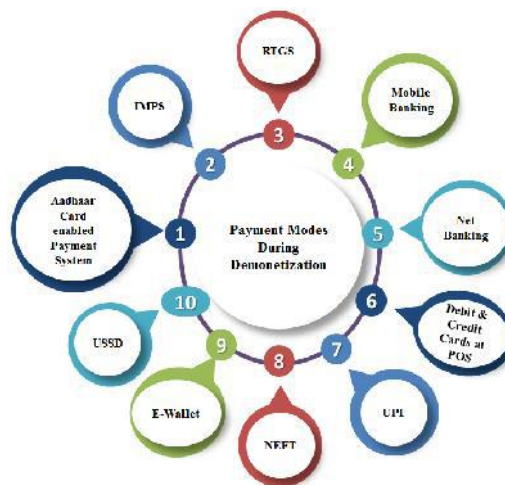 Payment Modes
During
Demonetization
1
Aadhaar
Card
enabled
Payment
System
2
IMPS
3
RTGS
4
Mobile
Banking
5
Net
Banking
6
Debit &
Credit
Cards at
POS
7
UPI
8
NEFT
9
E-Wallet
10
USSD